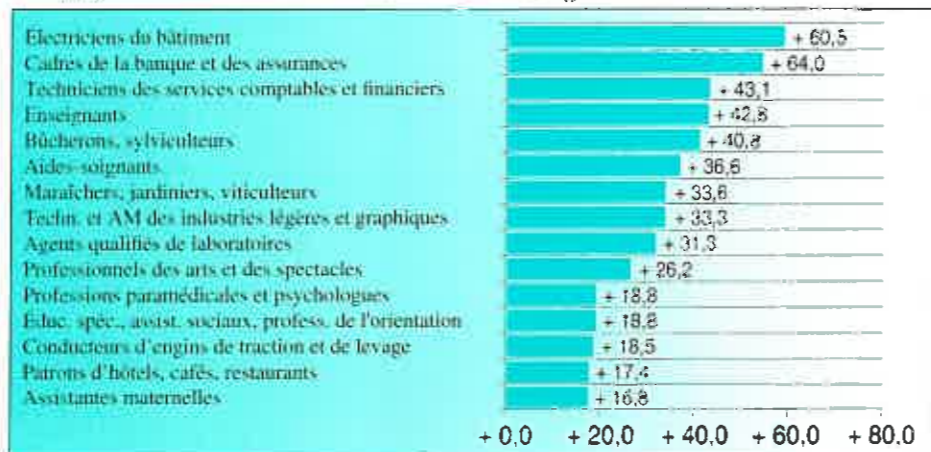 Electriciens du bâtiment + 60,5
Cadres de la banque et des assurances + 64,0
Techniciens des services comptables et financiers + 43,1
Enseignants + 42,8
Bûcherons, sylviculteurs + 40,8
Aides-soignants + 36,6
Maraîchers, jardiniers, viticulteurs + 33,6
Techn. et AM des industries légères et graphiques + 33,3
Agents qualifiés de laboratoires + 31,3
Professionnels des arts et des spectacles + 26,2
Professions paramédicales et psychologues + 18,8
Educ. spéc., assist. sociaux, profess. de l'orientation + 18,8
Conducteurs d'engins de traction et de levage + 18,5
Patrons d'hôtels, cafés, restaurants + 17,4
Assistantes maternelles + 16,8
+ 0,0 + 20,0 + 40,0 + 60,0 + 80,0